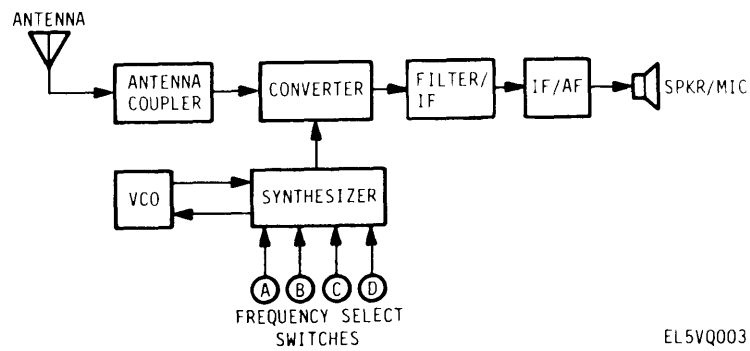 ANTENNA
ANTENNA
COUPLER
CONVERTER
FILTER/
IF
IF/AF
SPKR/MIC
VCO
SYNTHESIZER
A B C D
FREQUENCY SELECT
SWITCHES
EL5VQ003